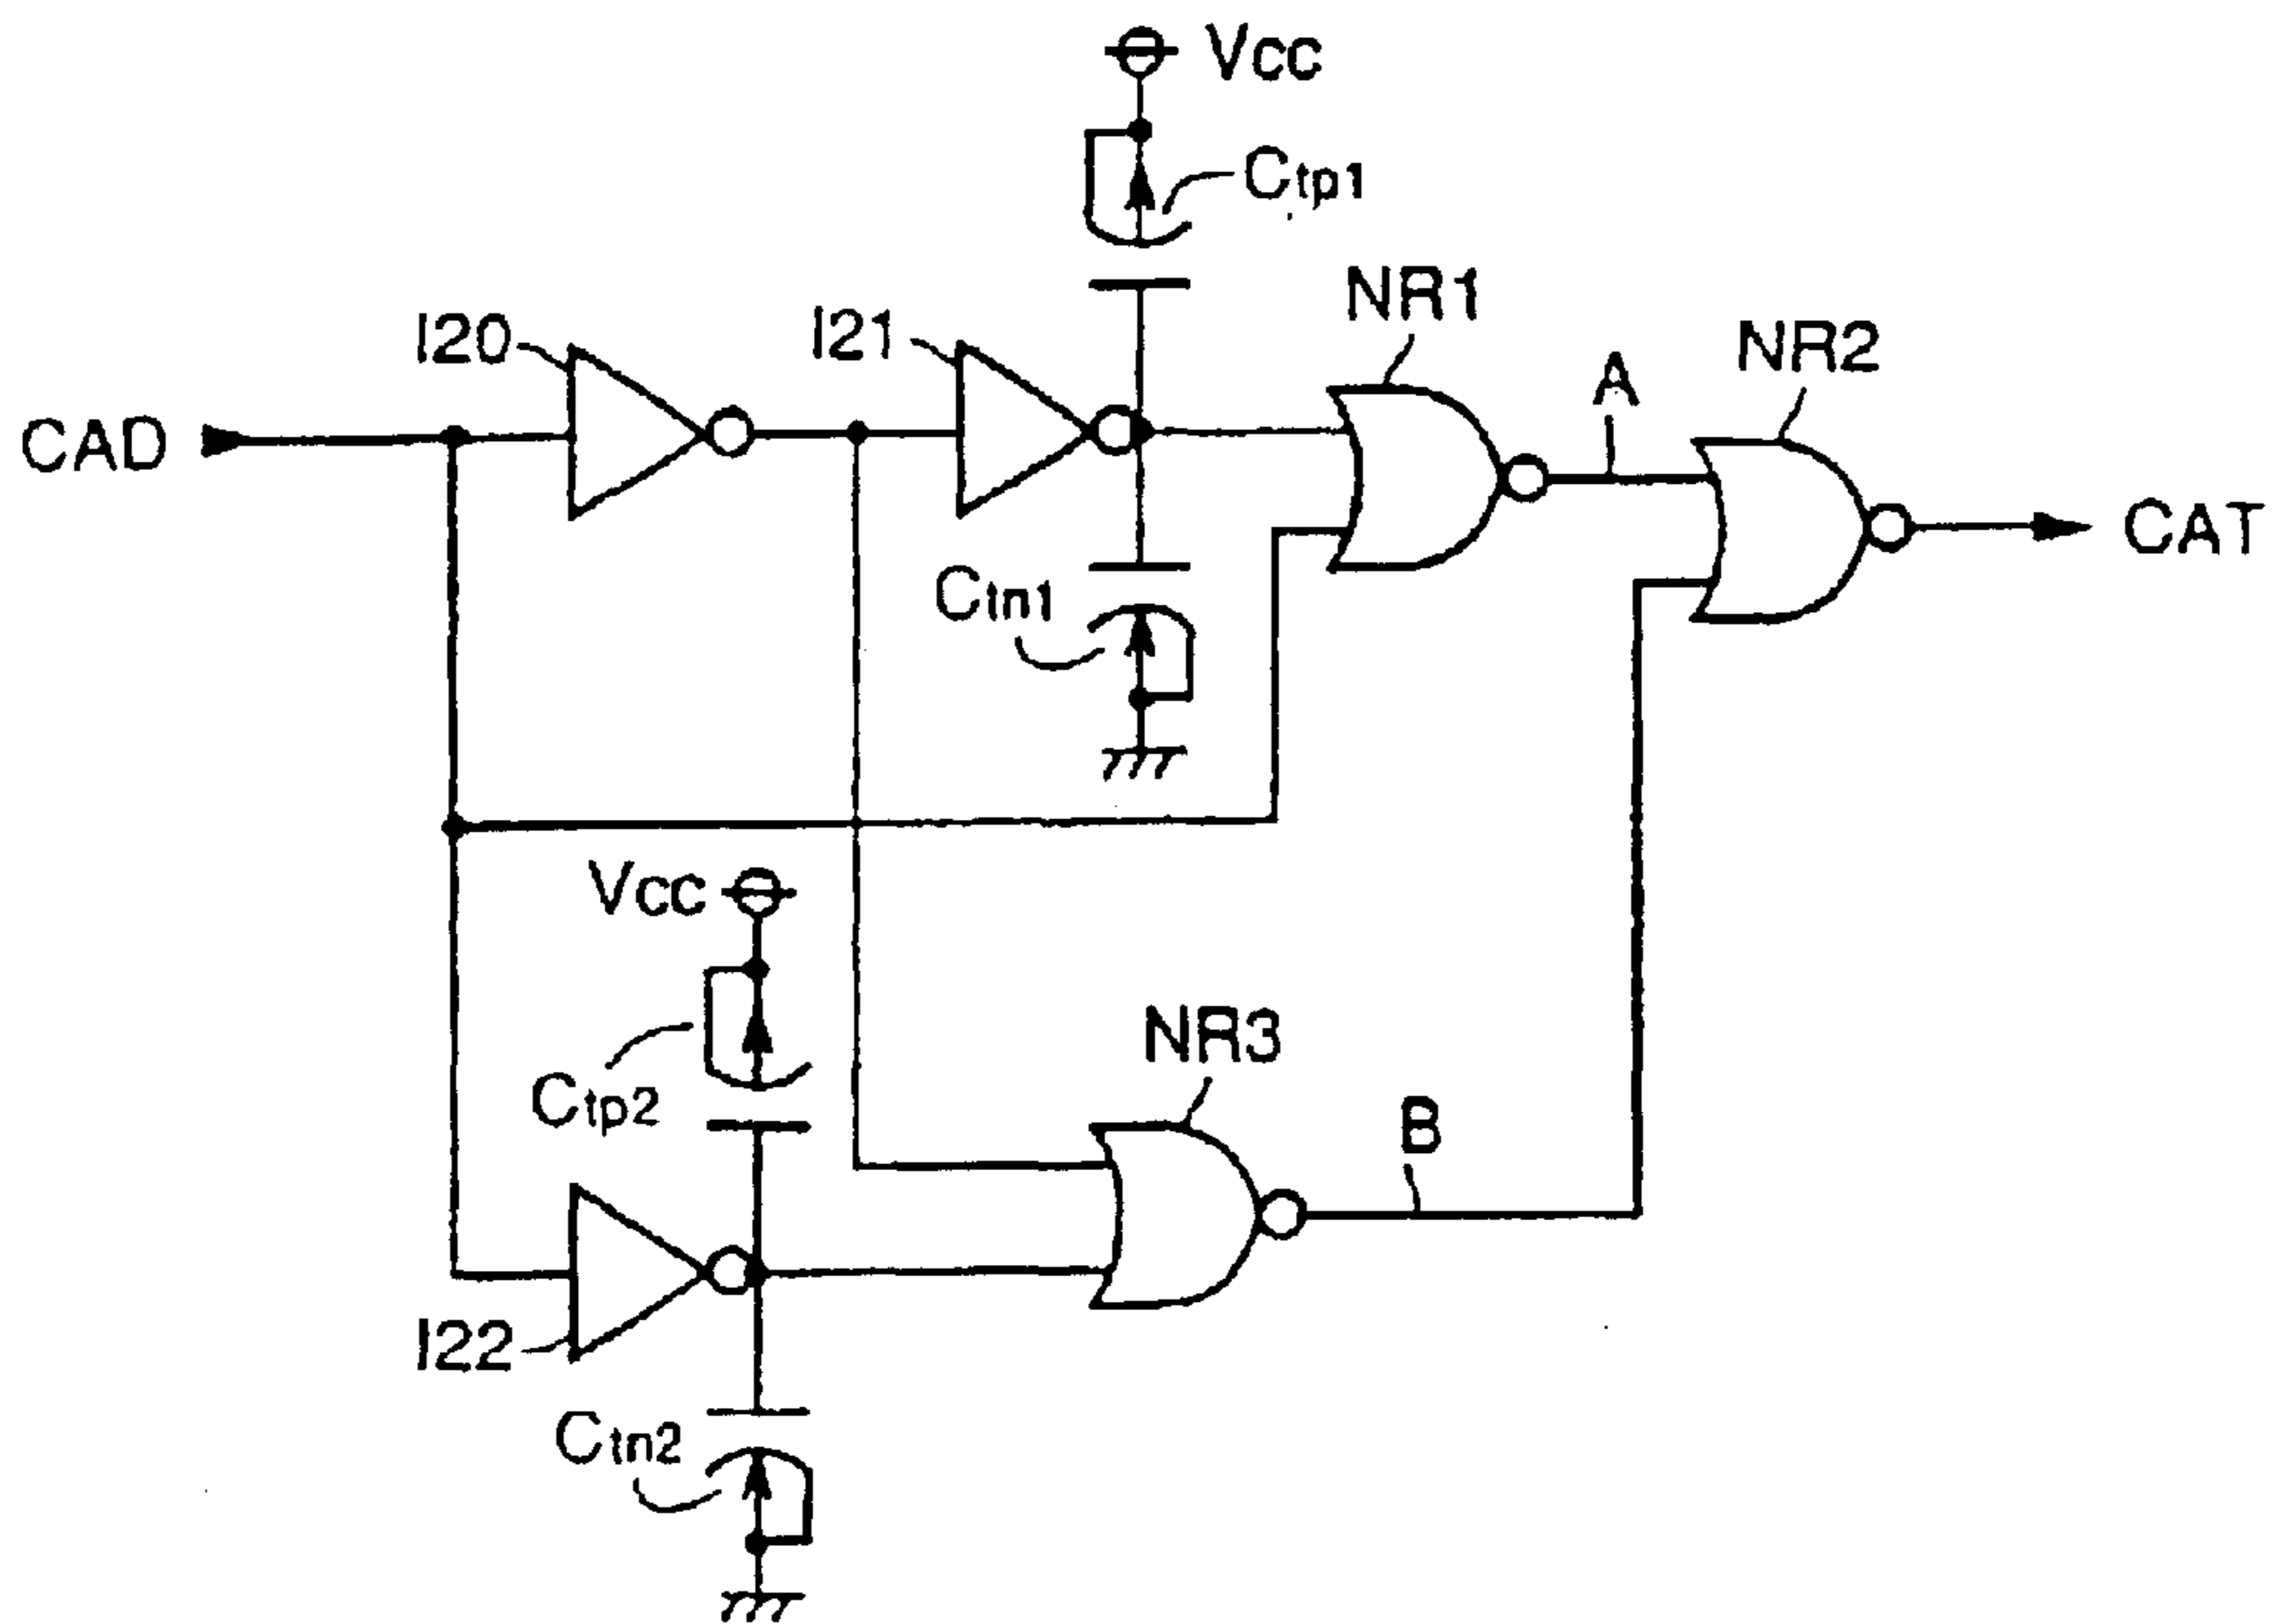 Vcc
Ctp1
NR1
I20
I21
NR2
A
CAD
CAT
Ctn1
Vcc
NR3
Ctp2
B
I22
Ctn2